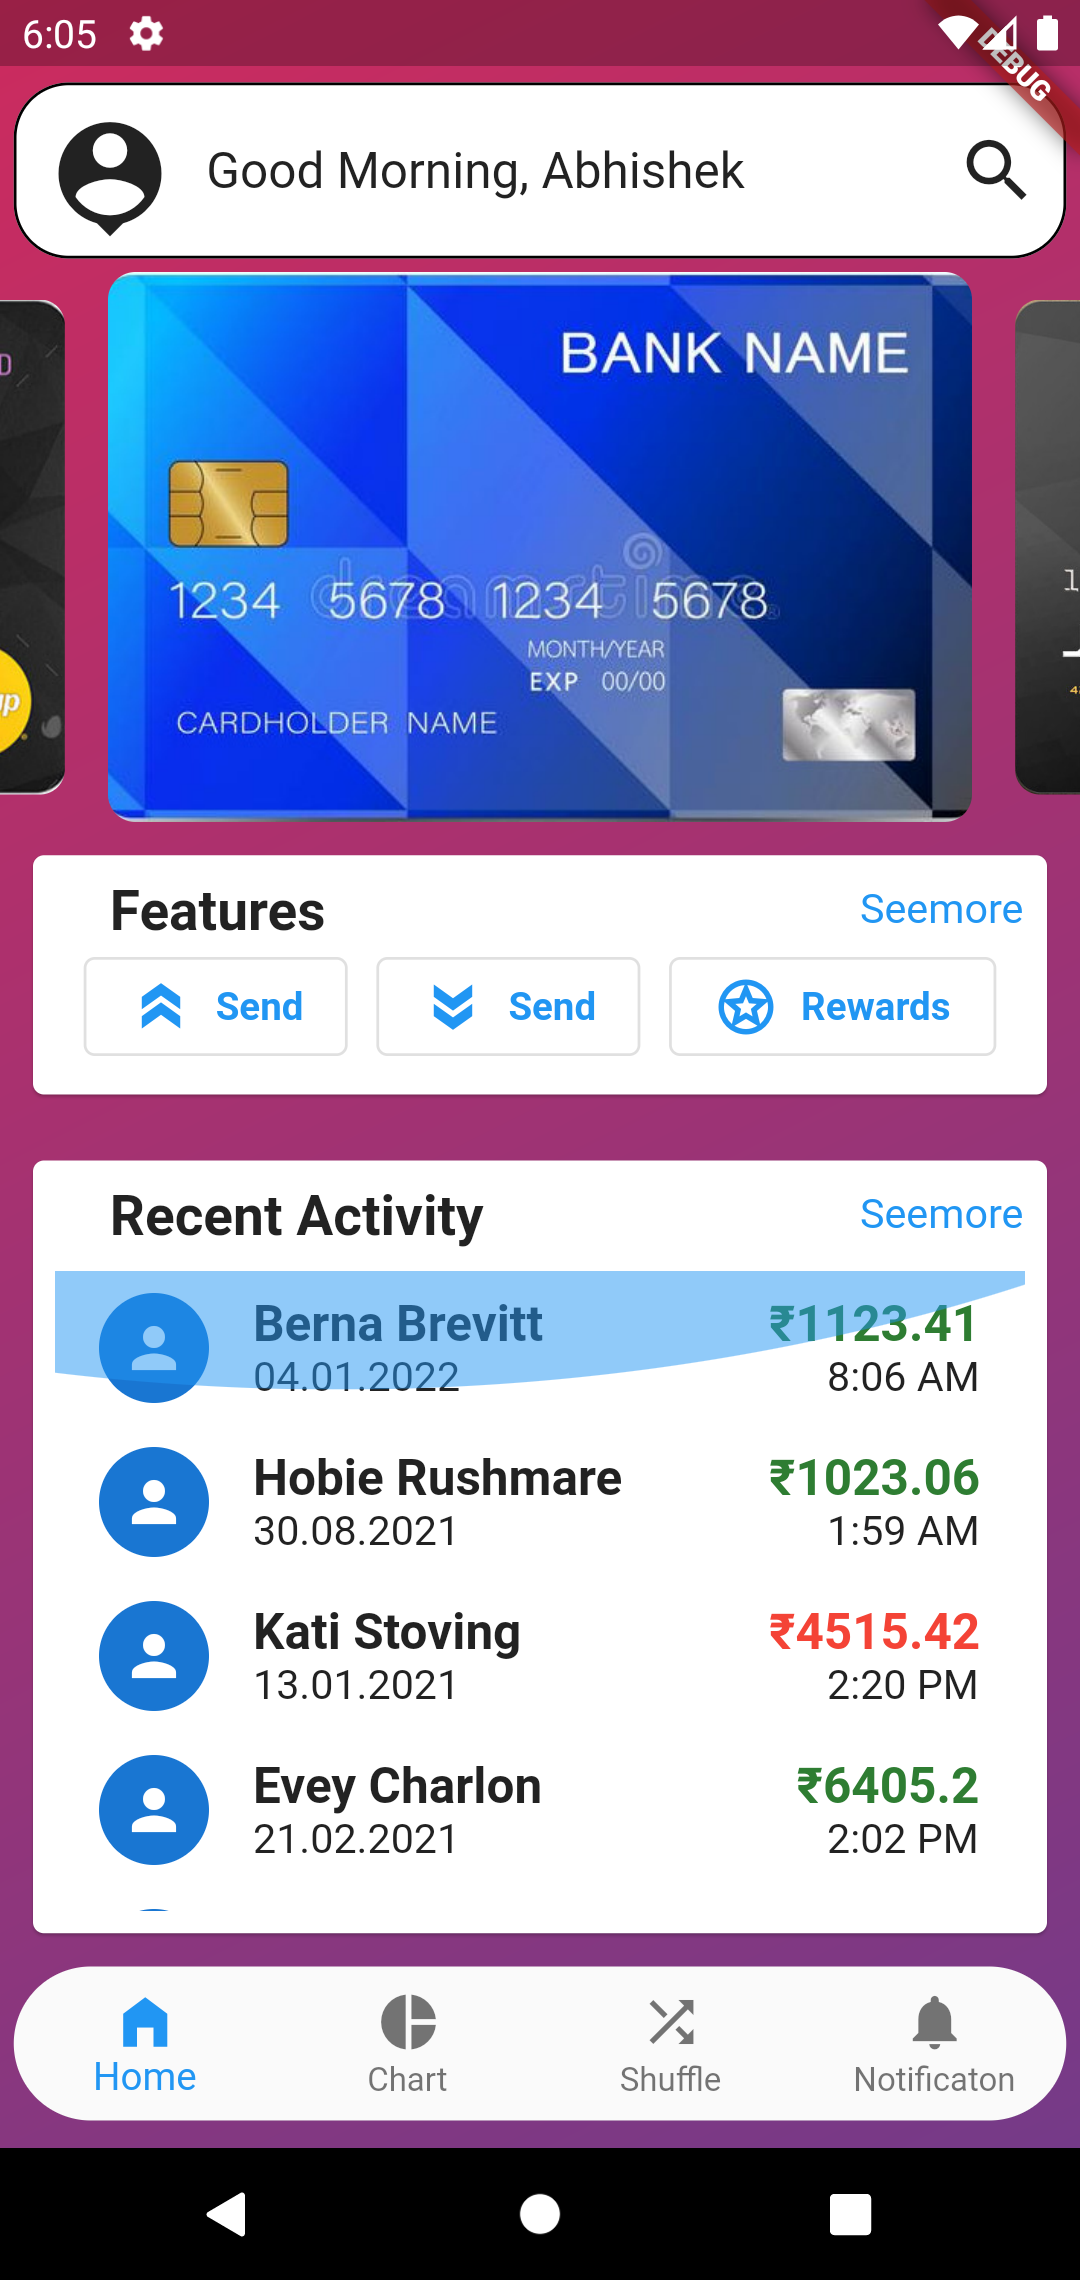 6:05
DEBUG
Good Morning, Abhishek
BANK NAME
1234 5678 1234 5678
dreamstime
MONTH/YEAR
EXP 00/00
CARDHOLDER NAME
Features
Seemore
Send
Send
Rewards
Recent Activity
Seemore
Berna Brevitt
₹1123.41
04.01.2022
8:06 AM
Hobie Rushmare
₹1023.06
30.08.2021
1:59 AM
Kati Stoving
₹4515.42
13.01.2021
2:20 PM
Evey Charlon
₹6405.2
21.02.2021
2:02 PM
Home
Chart
Shuffle
Notificaton